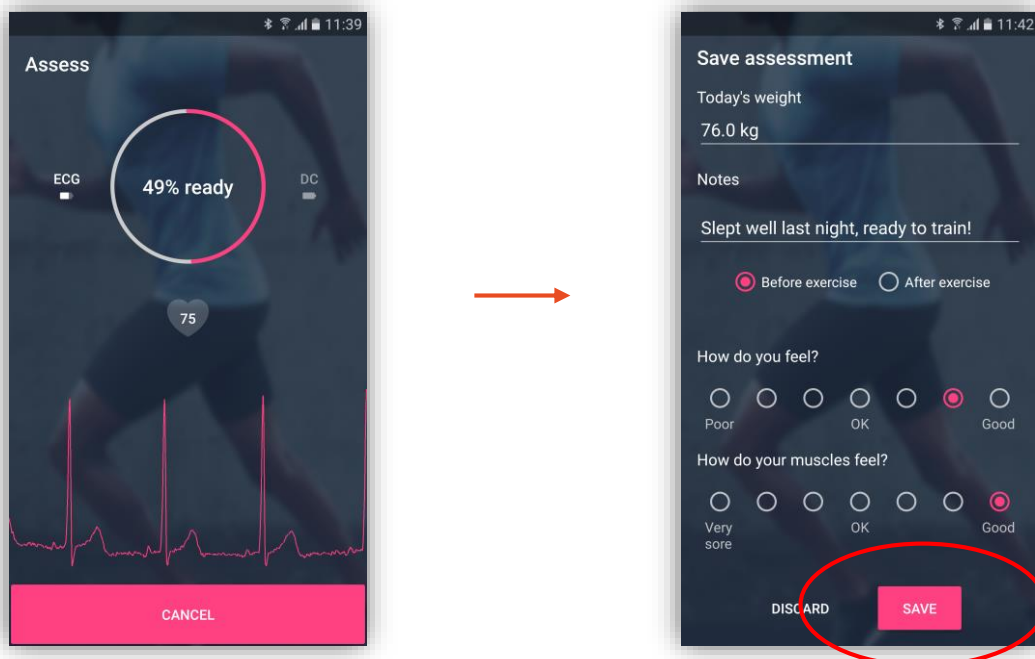 11:39
Assess
ECG
49% ready
DC
75
CANCEL
11:42
Save assessment
Today's weight
76.0 kg
Notes
Slept well last night, ready to train!
Before exercise After exercise
How do you feel?
Poor OK Good
How do your muscles feel?
Very sore OK Good
DISCARD SAVE